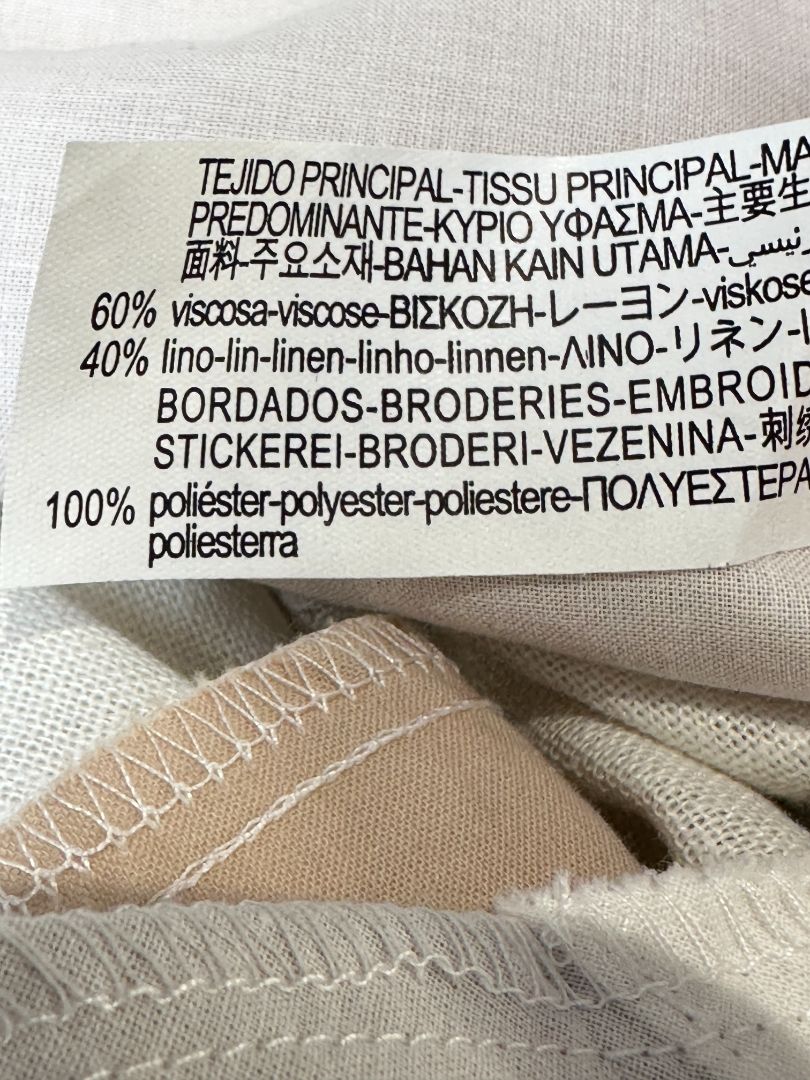 TEJIDO PRINCIPAL-TISSU PRINCIPAL-MA
PREDOMINANTE-ΚΥΡΙΟ ΥΦΑΣΜΑ-主要生
面料-주요소재-BAHAN KAIN UTAMA-
60% viscosa-viscose-ΒΙΣΚΟΖΗ-レーヨン-viskose
40% lino-lin-linen-linho-linnen-ΛΙΝΟ-リネン-l
BORDADOS-BRODERIES-EMBROID
STICKEREI-BRODERI-VEZENINA-刺绣
100% poliéster-polyester-poliestere-ΠΟΛΥΕΣΤΕΡΑ
poliesterra